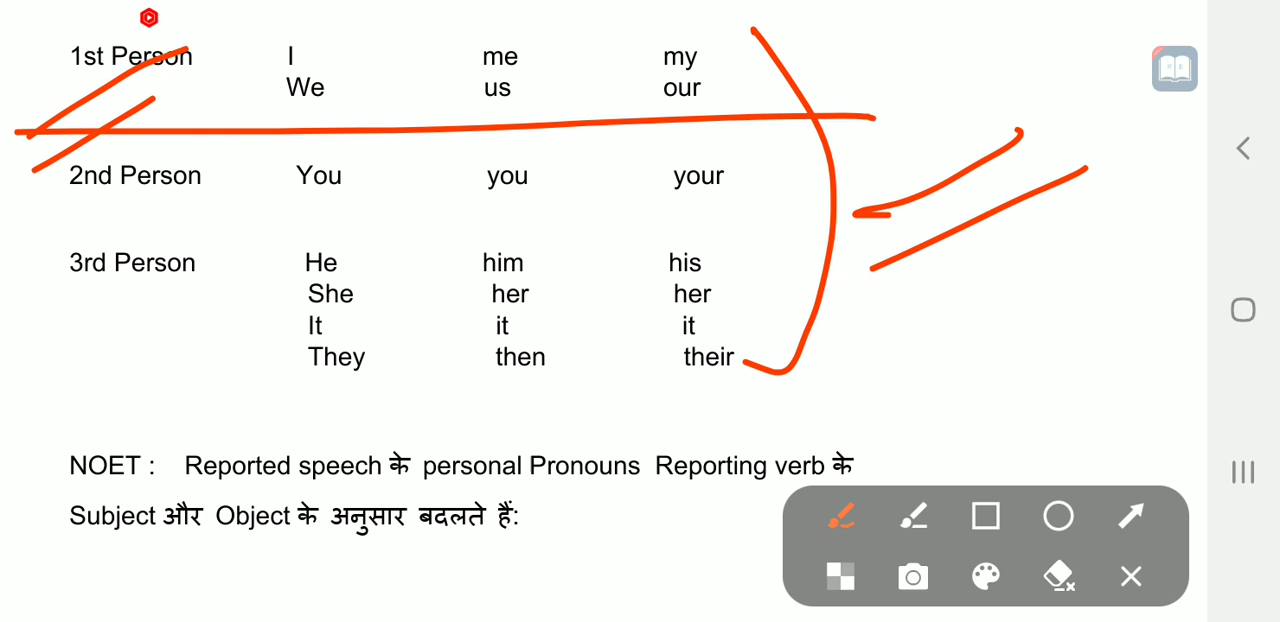 1st Person I me my
We us our
2nd Person You you your
3rd Person He him his
She her her
It it it
They then their
NOET : Reported speech के personal Pronouns Reporting verb के
Subject और Object के अनुसार बदलते हैं: